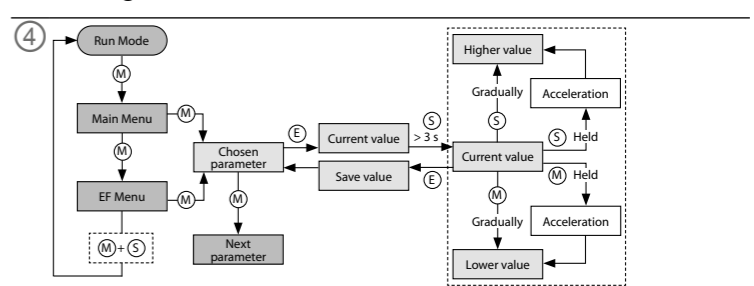 4
Run Mode
M
Main Menu
M
M
EF Menu
M
M + S
Chosen
parameter
M
Next
parameter
E
Current value
S
> 3 s
Save value
E
Higher value
Gradually
S
Acceleration
S Held
Current value
M Held
M
Gradually
Acceleration
Lower value